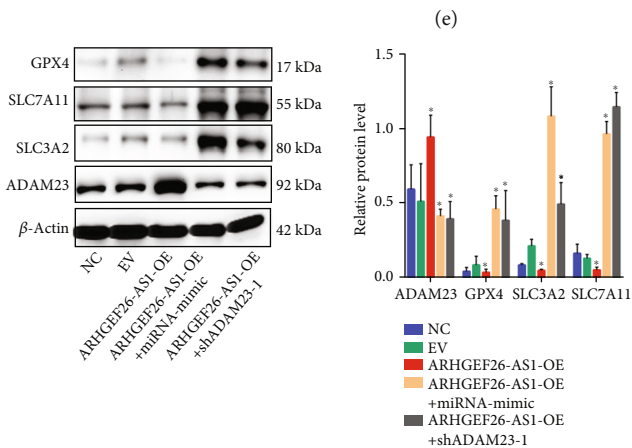 (e)
GPX4
17 kDa
SLC7A11
55 kDa
SLC3A2
80 kDa
ADAM23
92 kDa
β-Actin
42 kDa
NC
EV
ARHGEF26-AS1-OE
ARHGEF26-AS1-OE
+miRNA-mimic
ARHGEF26-AS1-OE
+shADAM23-1
Relative protein level
1.5
1.0
0.5
0.0
* * * * * * * * * * * *
ADAM23 GPX4 SLC3A2 SLC7A11
NC
EV
ARHGEF26-AS1-OE
ARHGEF26-AS1-OE
+miRNA-mimic
ARHGEF26-AS1-OE
+shADAM23-1